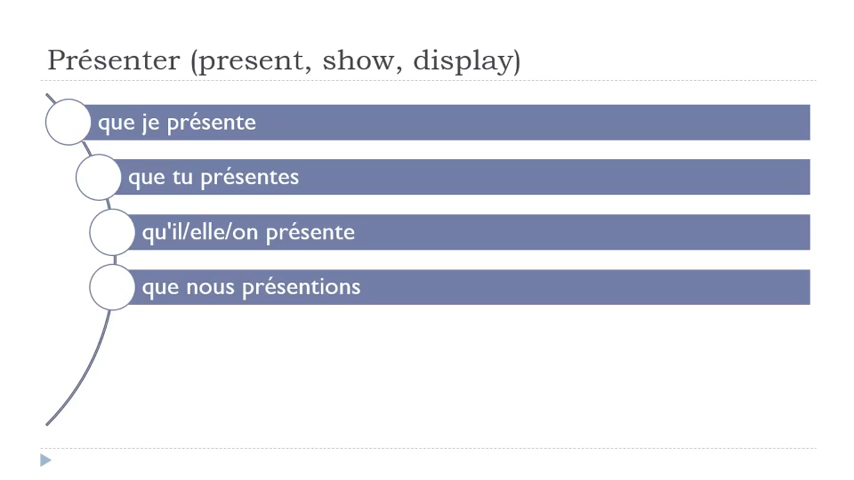 Présenter (present, show, display)
que je présente
que tu présentes
qu'il/elle/on présente
que nous présentions